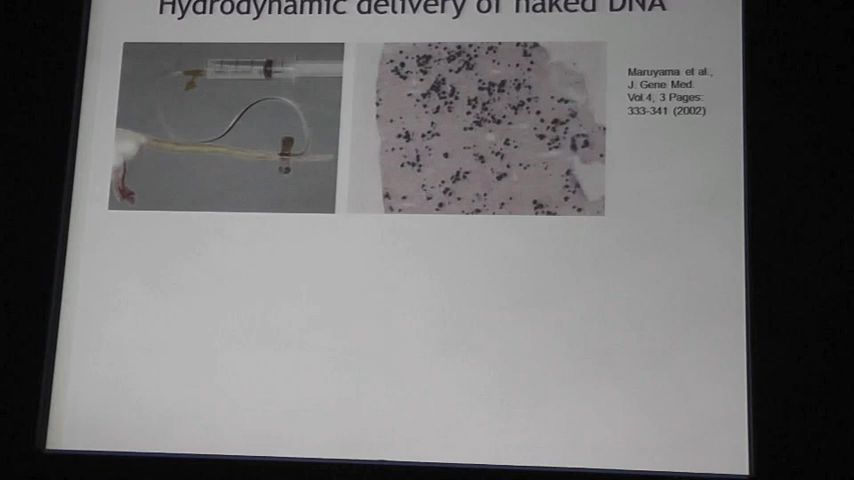 Hydrodynamic delivery of naked DNA
Maruyama et al.,
J. Gene Med.
Vol.4, 3 Pages:
333-341 (2002)